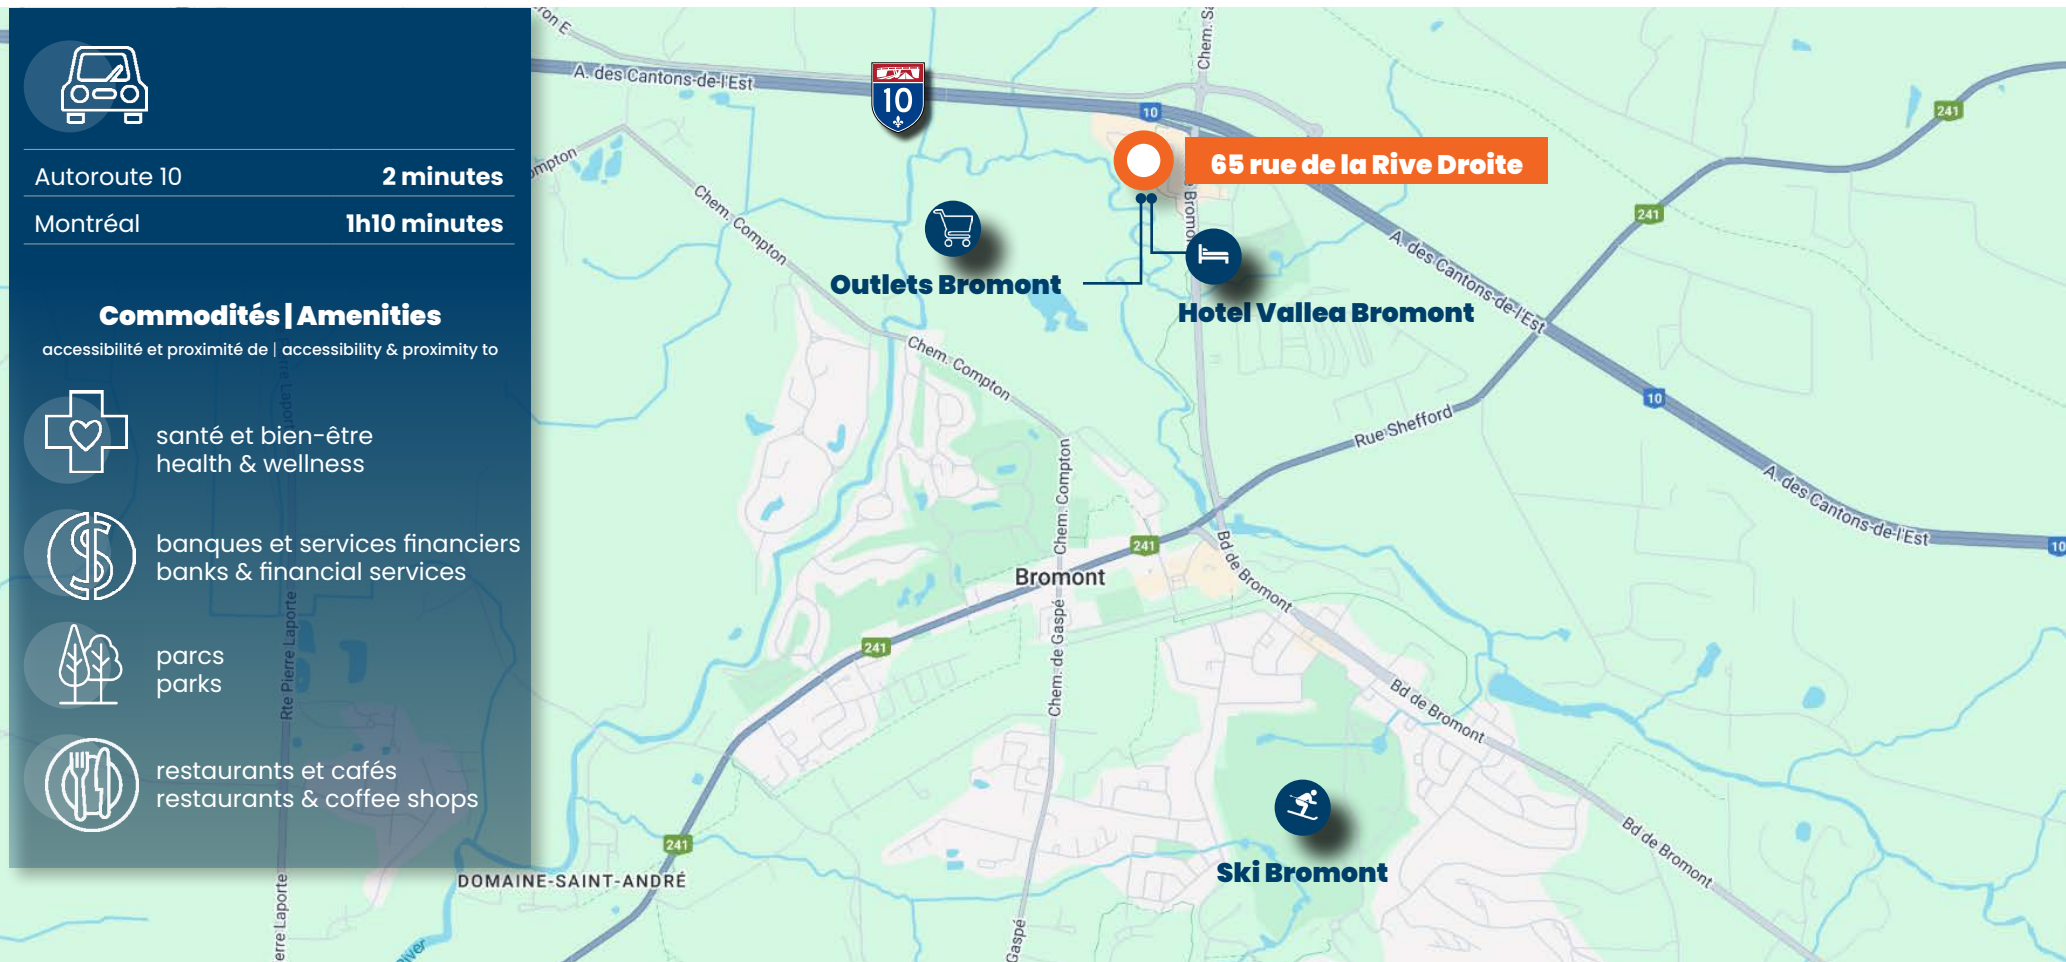 Autoroute 10 2 minutes
Montréal 1h10 minutes
Commodités | Amenities
accessibilité et proximité de | accessibility & proximity to
santé et bien-être
health & wellness
banques et services financiers
banks & financial services
parcs
parks
restaurants et cafés
restaurants & coffee shops
A. des Cantons-de-l'Est
10
10
65 rue de la Rive Droite
241
241
Chem. Compton
Outlets Bromont
Hotel Vallea Bromont
A. des Cantons-de-l'Est
Chem. Compton
10
Rue Shefford
Chem. Compton
A. des Cantons-de-l'Est
10
241
Bromont
Bd de Bromont
241
Chem. de Gaspé
Rte Pierre Laporte
Bd de Bromont
Ski Bromont
Bd de Bromont
241
DOMAINE-SAINT-ANDRÉ